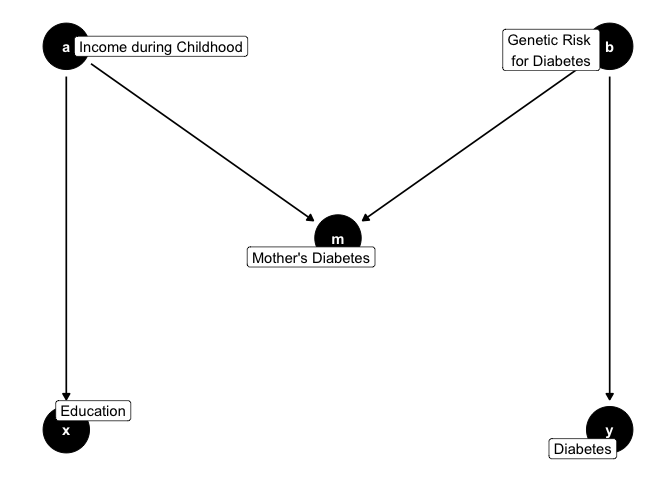 a Income during Childhood
Genetic Risk
for Diabetes
b
m
Mother's Diabetes
Education
x
y
Diabetes